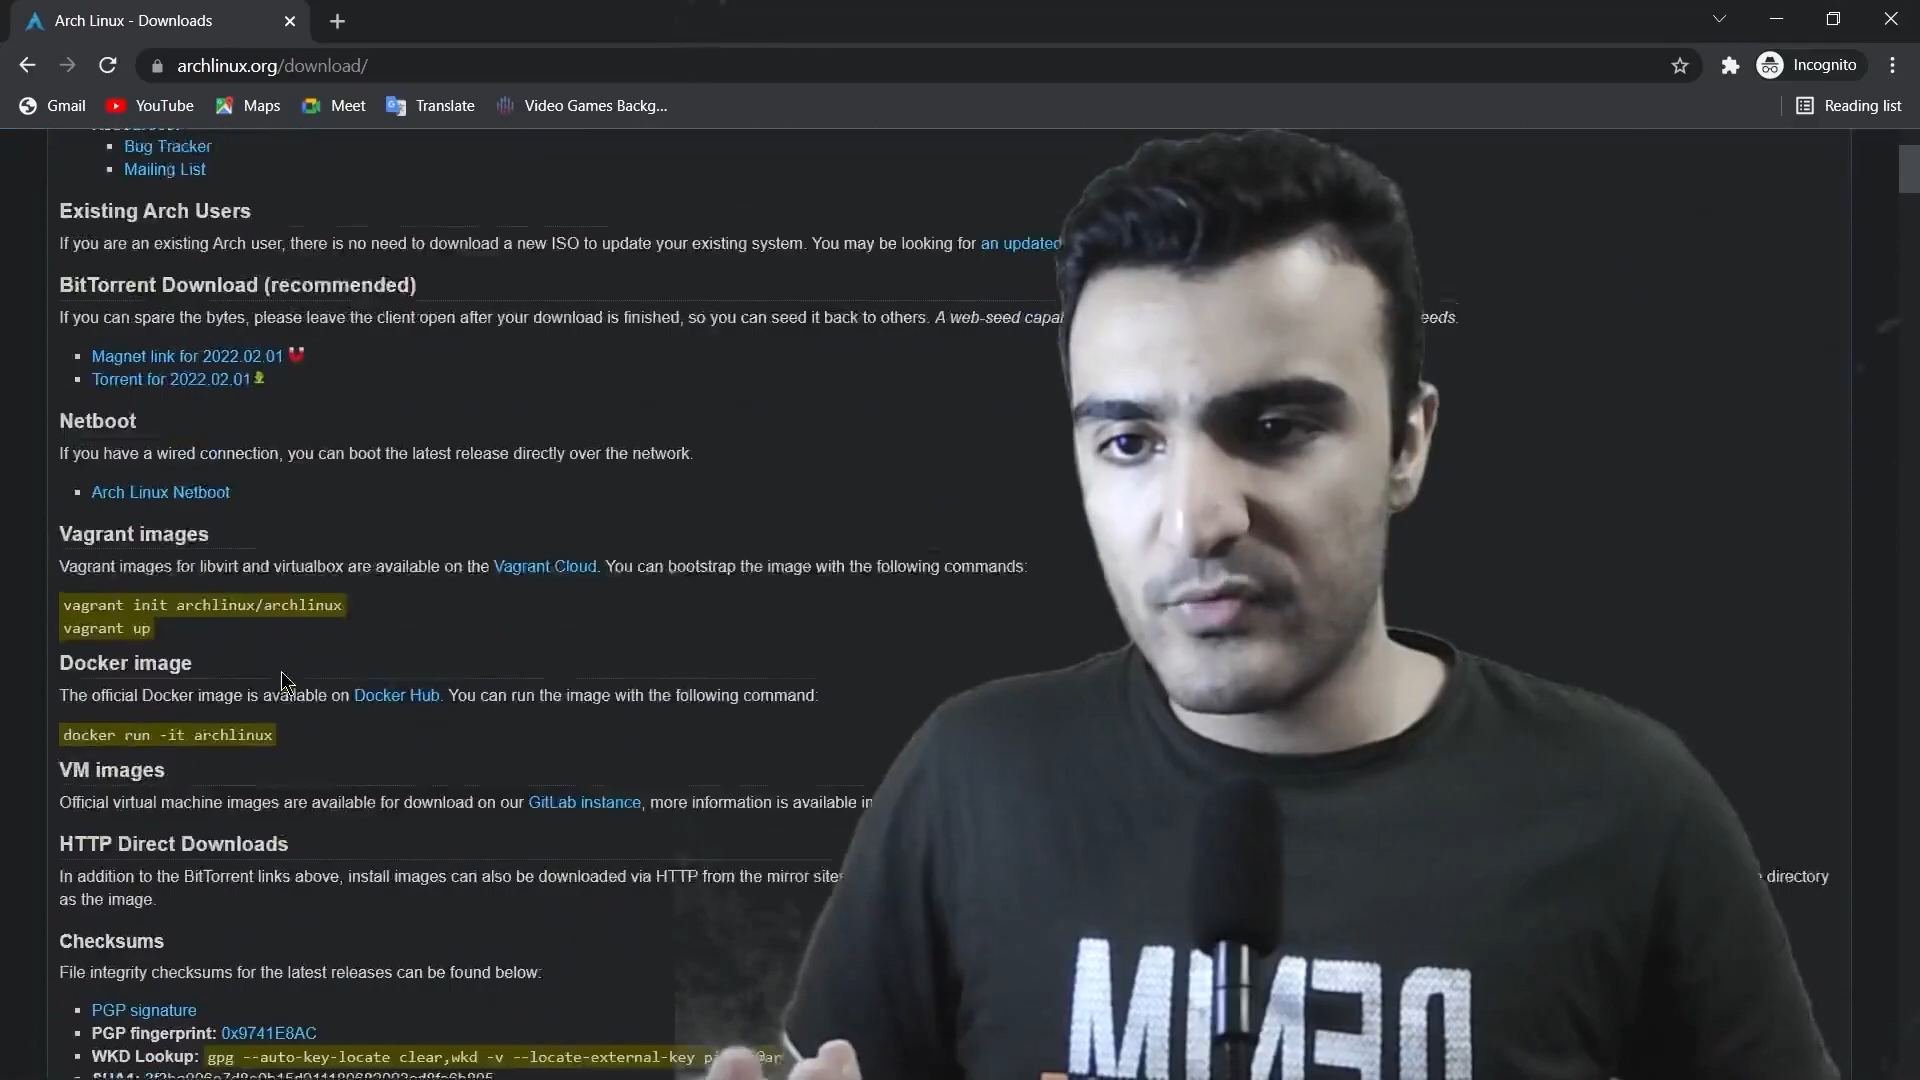 Arch Linux - Downloads
archlinux.org/download/
Incognito
Gmail
YouTube
Maps
Meet
Translate
Video Games Backg...
Reading list
Bug Tracker
Mailing List
Existing Arch Users
If you are an existing Arch user, there is no need to download a new ISO to update your existing system. You may be looking for an updated
BitTorrent Download (recommended)
If you can spare the bytes, please leave the client open after your download is finished, so you can seed it back to others. A web-seed capa eeds.
Magnet link for 2022.02.01
Torrent for 2022.02.01
Netboot
If you have a wired connection, you can boot the latest release directly over the network.
Arch Linux Netboot
Vagrant images
Vagrant images for libvirt and virtualbox are available on the Vagrant Cloud. You can bootstrap the image with the following commands:
vagrant init archlinux/archlinux
vagrant up
Docker image
The official Docker image is available on Docker Hub. You can run the image with the following command:
docker run -it archlinux
VM images
Official virtual machine images are available for download on our GitLab instance, more information is available in
HTTP Direct Downloads
In addition to the BitTorrent links above, install images can also be downloaded via HTTP from the mirror sites directory
as the image.
Checksums
File integrity checksums for the latest releases can be found below:
PGP signature
PGP fingerprint: 0x9741E8AC
WKD Lookup: gpg --auto-key-locate clear,wkd -v --locate-external-key